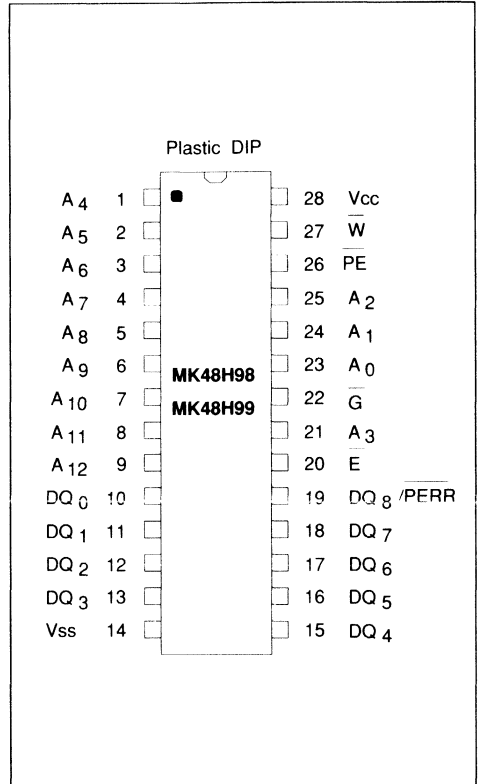 Plastic DIP
A4 1 28 Vcc
A5 2 27 W̅
A6 3 26 P̅E̅
A7 4 25 A2
A8 5 24 A1
A9 6 23 A0
MK48H98
A10 7 22 G̅
MK48H99
A11 8 21 A3
A12 9 20 E̅
DQ0 10 19 DQ8 /P̅E̅R̅R̅
DQ1 11 18 DQ7
DQ2 12 17 DQ6
DQ3 13 16 DQ5
Vss 14 15 DQ4